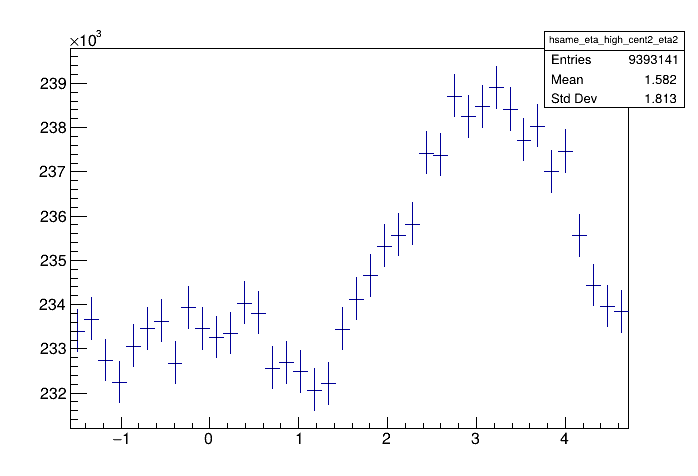 ×10³
hsame_eta_high_cent2_eta2
Entries 9393141
Mean 1.582
Std Dev 1.813
239
238
237
236
235
234
233
232
−1 0 1 2 3 4